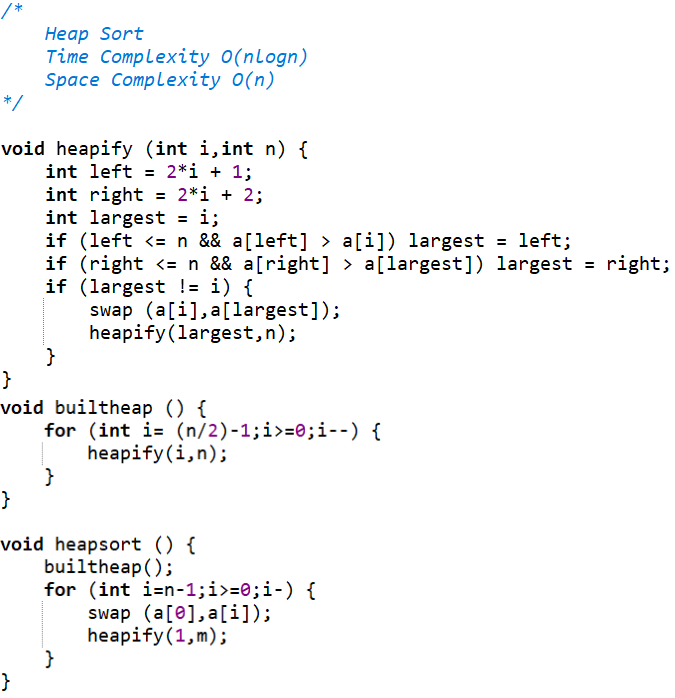 /*
    Heap Sort
    Time Complexity O(nlogn)
    Space Complexity O(n)
*/

void heapify (int i,int n) {
    int left = 2*i + 1;
    int right = 2*i + 2;
    int largest = i;
    if (left <= n && a[left] > a[i]) largest = left;
    if (right <= n && a[right] > a[largest]) largest = right;
    if (largest != i) {
        swap (a[i],a[largest]);
        heapify(largest,n);
    }
}
void builtheap () {
    for (int i= (n/2)-1;i>=0;i--) {
        heapify(i,n);
    }
}

void heapsort () {
    builtheap();
    for (int i=n-1;i>=0;i-) {
        swap (a[0],a[i]);
        heapify(1,m);
    }
}